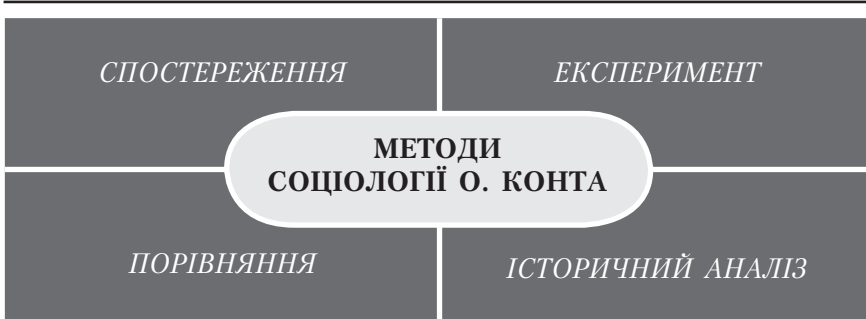 СПОСТЕРЕЖЕННЯ
ЕКСПЕРИМЕНТ
МЕТОДИ
СОЦІОЛОГІЇ О. КОНТА
ПОРІВНЯННЯ
ІСТОРИЧНИЙ АНАЛІЗ